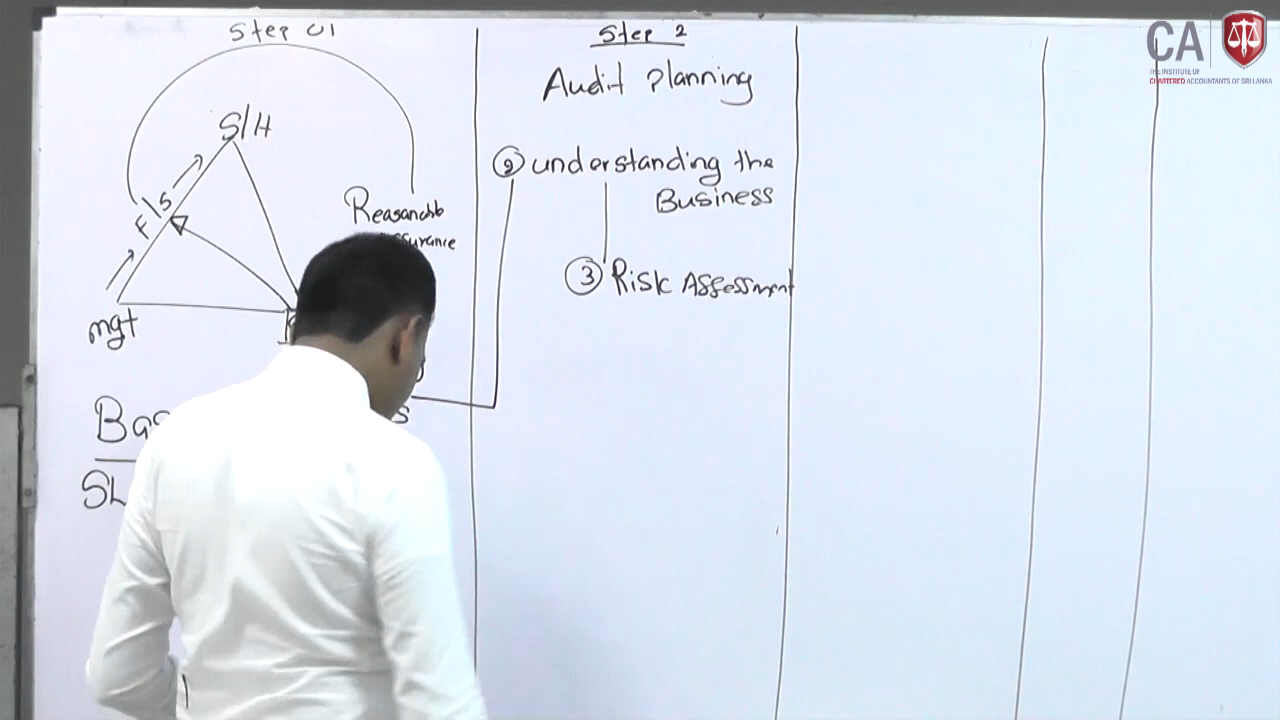 Step 01
S/H
F/S
Reasonable
mgt
SL
Step 2
Audit planning
② understanding the
Business
③ Risk Assessment
CA
THE INSTITUTE OF
CHARTERED ACCOUNTANTS OF SRI LANKA